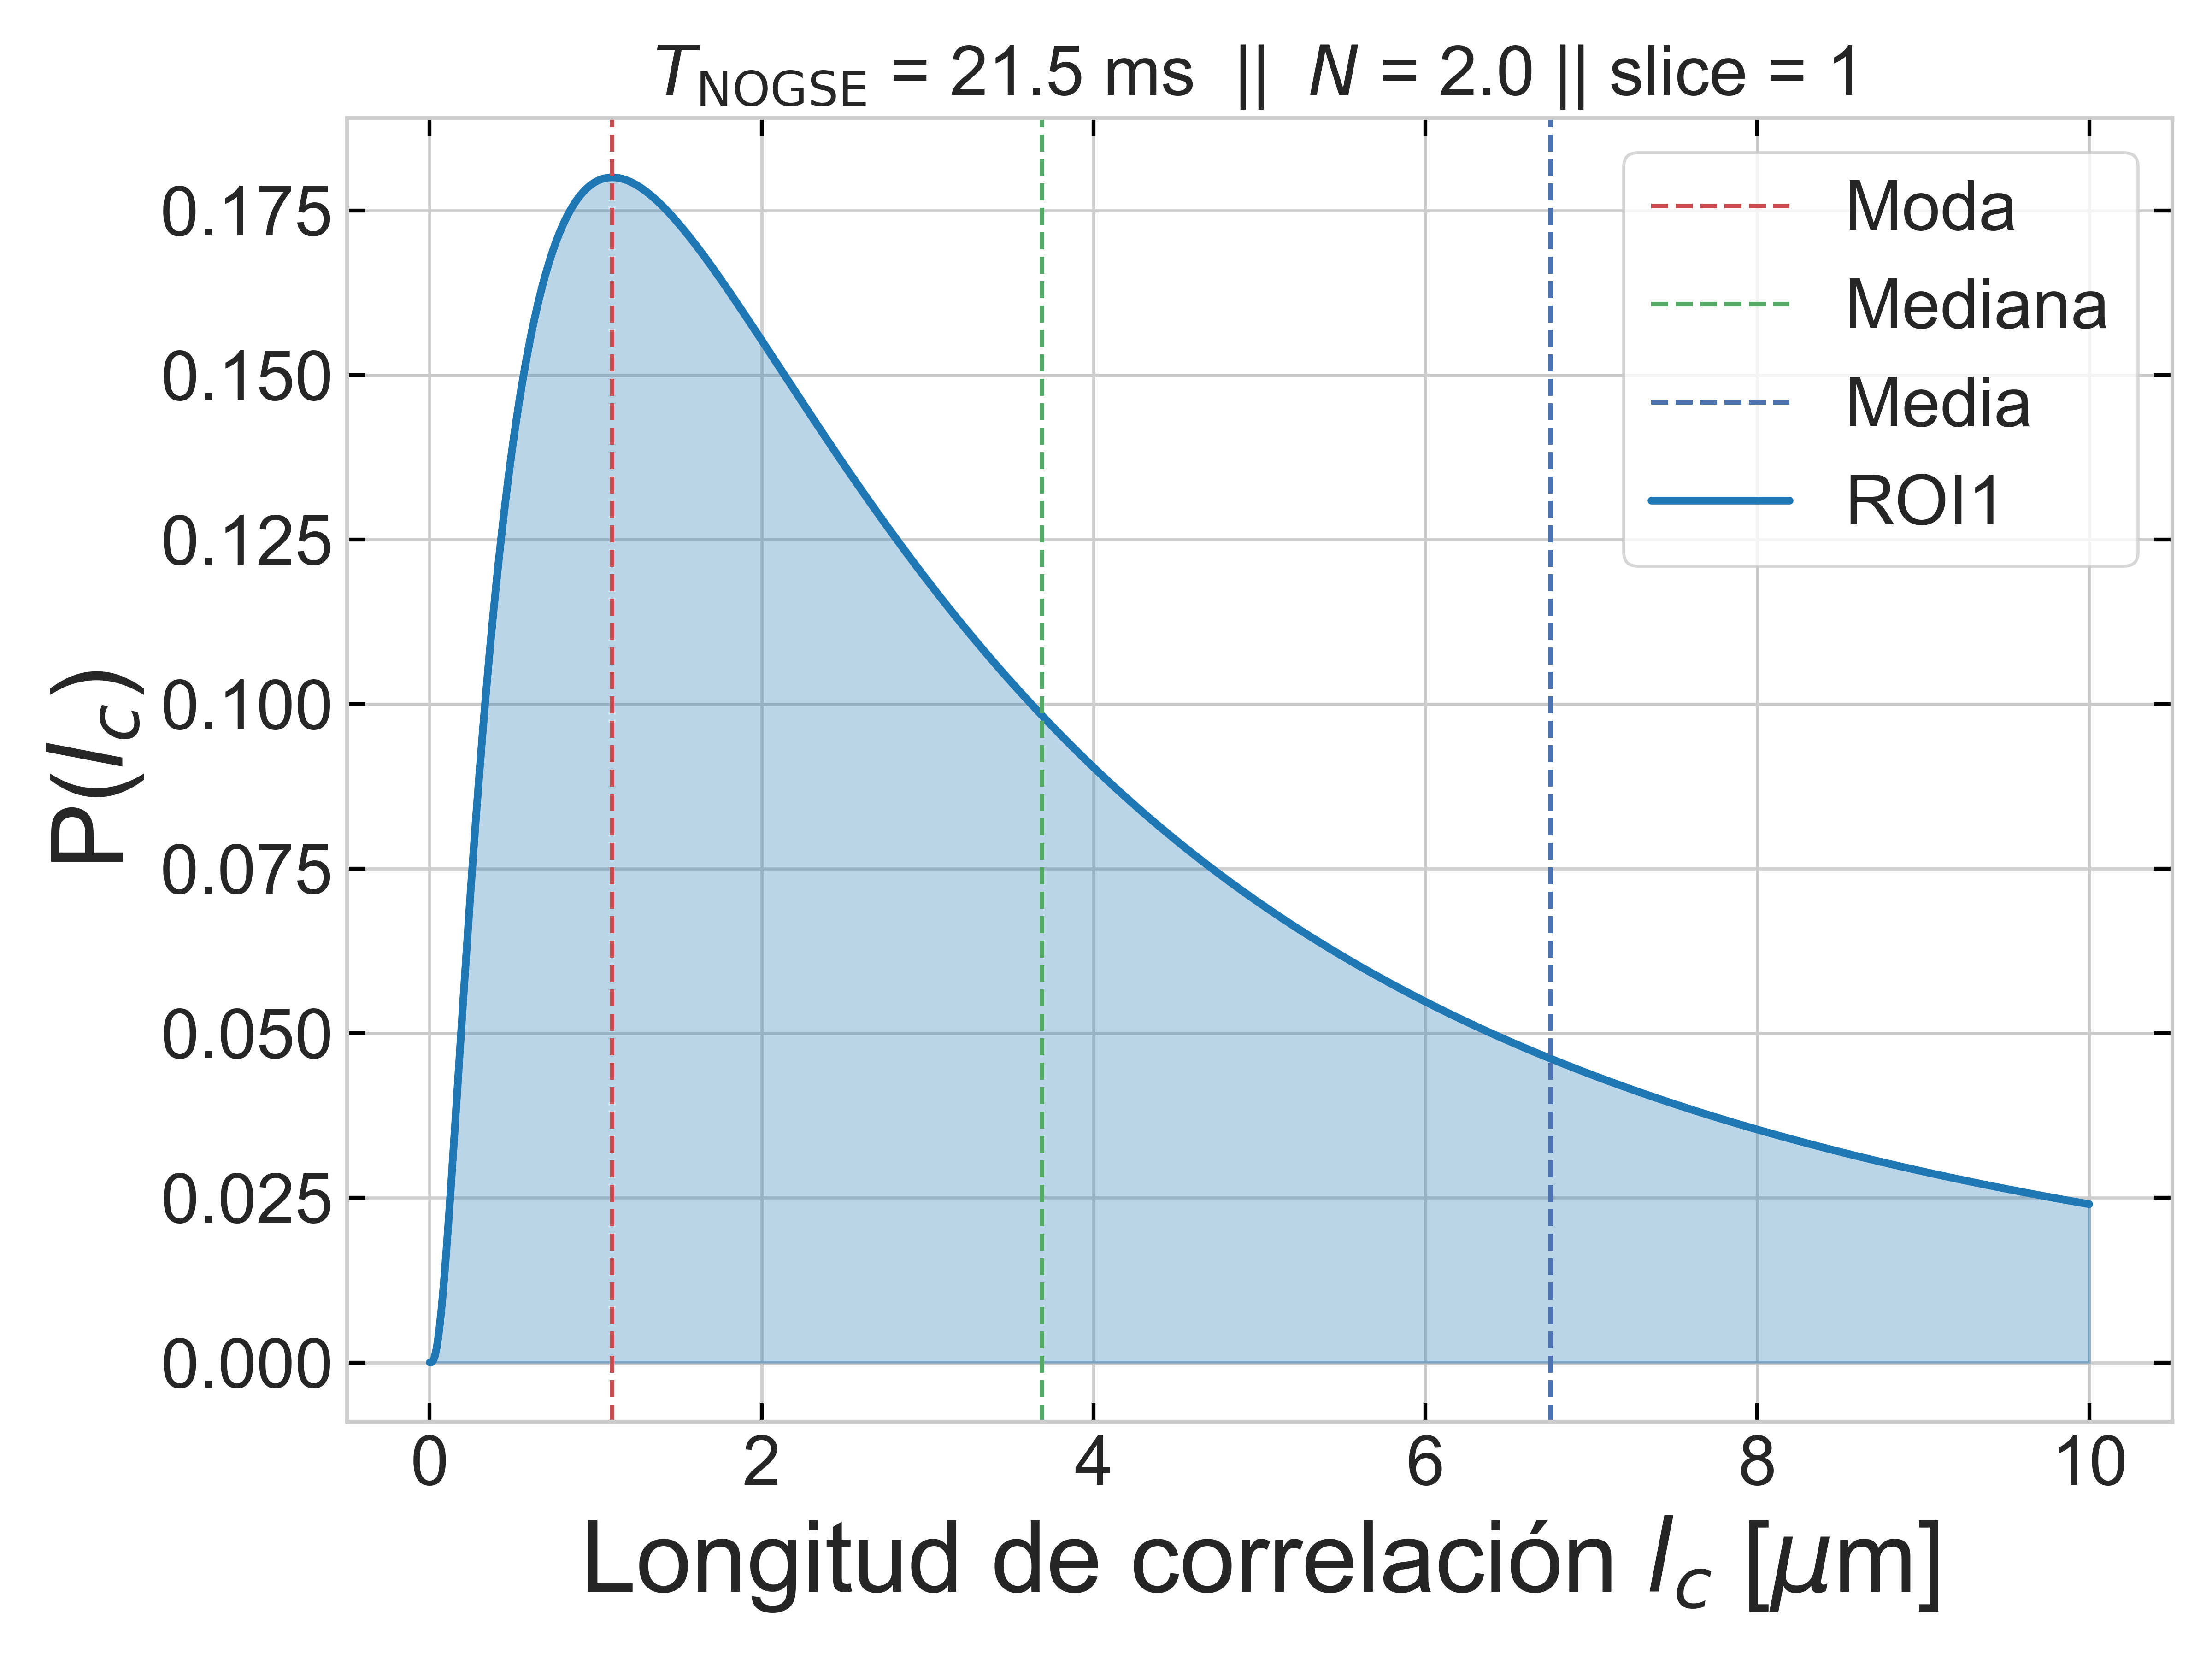 T_NOGSE = 21.5 ms || N = 2.0 || slice = 1
Moda
Mediana
Media
ROI1
P(l_c)
0.175
0.150
0.125
0.100
0.075
0.050
0.025
0.000
0 2 4 6 8 10
Longitud de correlación l_c [μm]